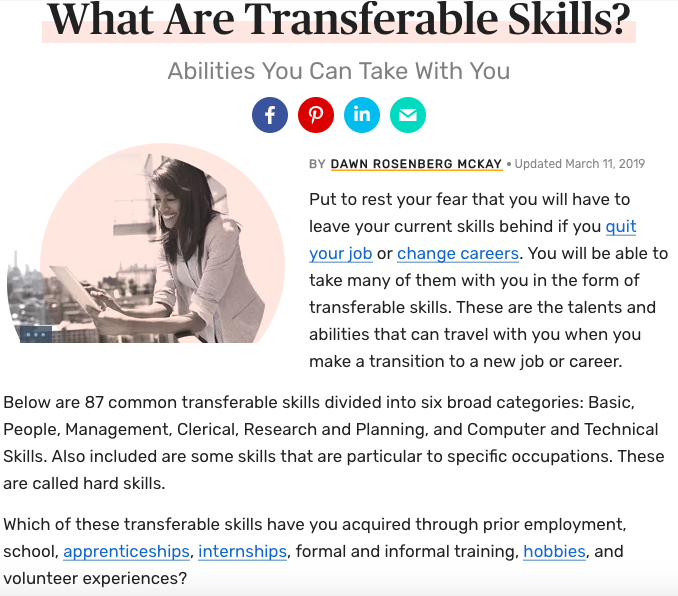 What Are Transferable Skills?
Abilities You Can Take With You
f
in
BY DAWN ROSENBERG MCKAY • Updated March 11, 2019
Put to rest your fear that you will have to
leave your current skills behind if you quit
your job or change careers. You will be able to
take many of them with you in the form of
transferable skills. These are the talents and
abilities that can travel with you when you
make a transition to a new job or career.
Below are 87 common transferable skills divided into six broad categories: Basic,
People, Management, Clerical, Research and Planning, and Computer and Technical
Skills. Also included are some skills that are particular to specific occupations. These
are called hard skills.
Which of these transferable skills have you acquired through prior employment,
school, apprenticeships, internships, formal and informal training, hobbies, and
volunteer experiences?